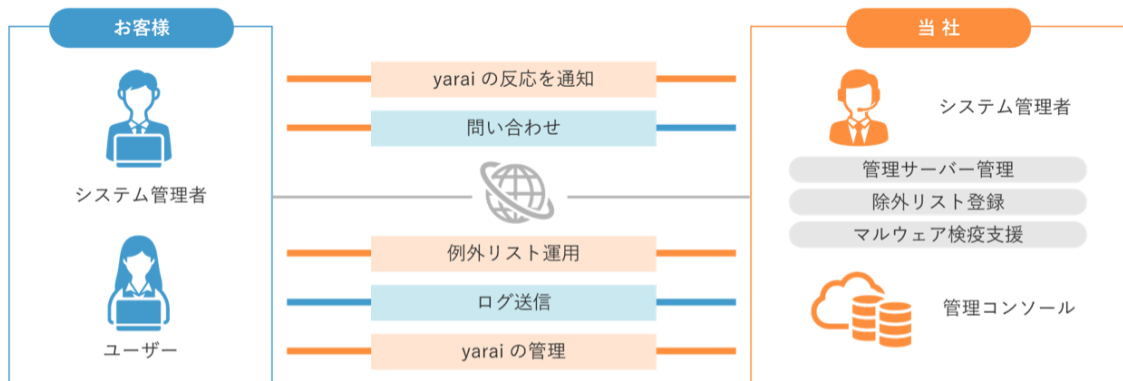 お客様
当社
yarai の反応を通知
システム管理者
問い合わせ
管理サーバー管理
システム管理者
除外リスト登録
マルウェア検疫支援
例外リスト運用
ログ送信
管理コンソール
ユーザー
yarai の管理